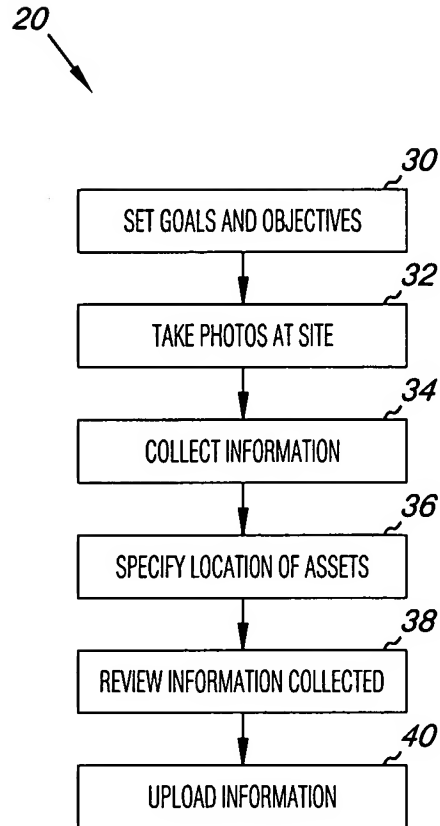 20
30
SET GOALS AND OBJECTIVES
32
TAKE PHOTOS AT SITE
34
COLLECT INFORMATION
36
SPECIFY LOCATION OF ASSETS
38
REVIEW INFORMATION COLLECTED
40
UPLOAD INFORMATION